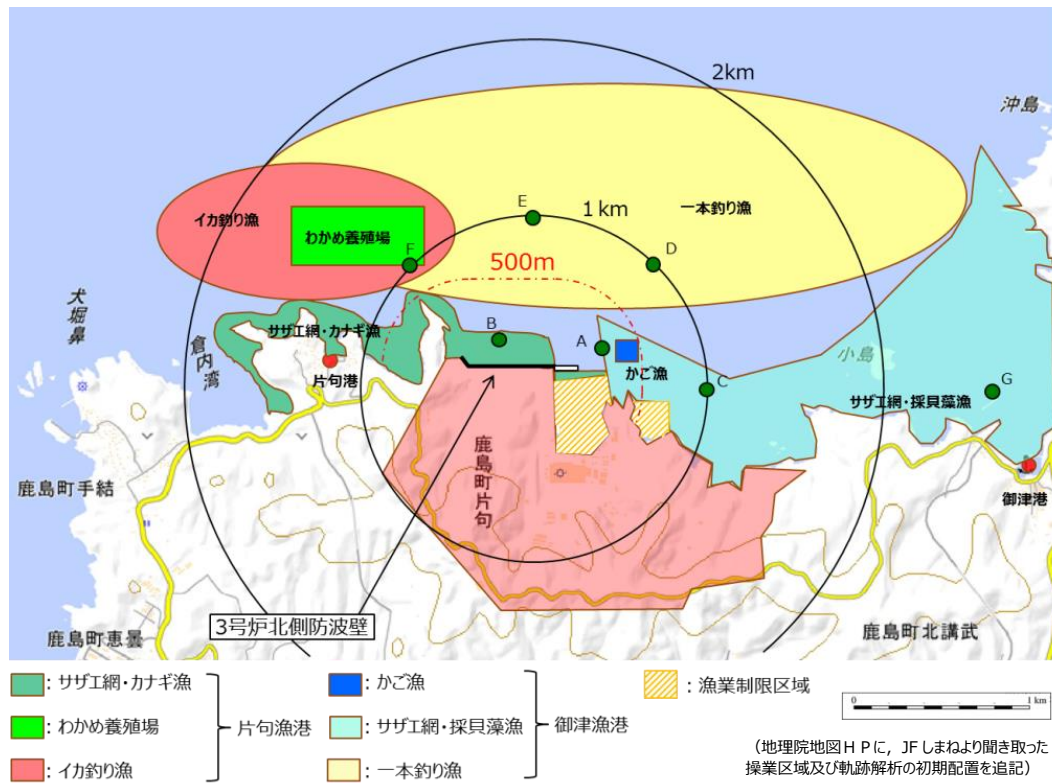 2km
沖島
イカ釣り漁
わかめ養殖場
E
1km
一本釣り漁
F
D
500m
犬堀鼻
倉内湾
サザエ網・カナギ漁
片句港
B
A
かご漁
C
小島
サザエ網・採貝藻漁
G
御津港
鹿島町手結
鹿島町片句
3号炉北側防波壁
鹿島町恵曇
鹿島町北講武
：サザエ網・カナギ漁
：わかめ養殖場
：イカ釣り漁
片句漁港
：かご漁
：サザエ網・採貝藻漁
：一本釣り漁
御津漁港
：漁業制限区域
0 1km
（地理院地図ＨＰに，JFしまねより聞き取った
操業区域及び軌跡解析の初期配置を追記）